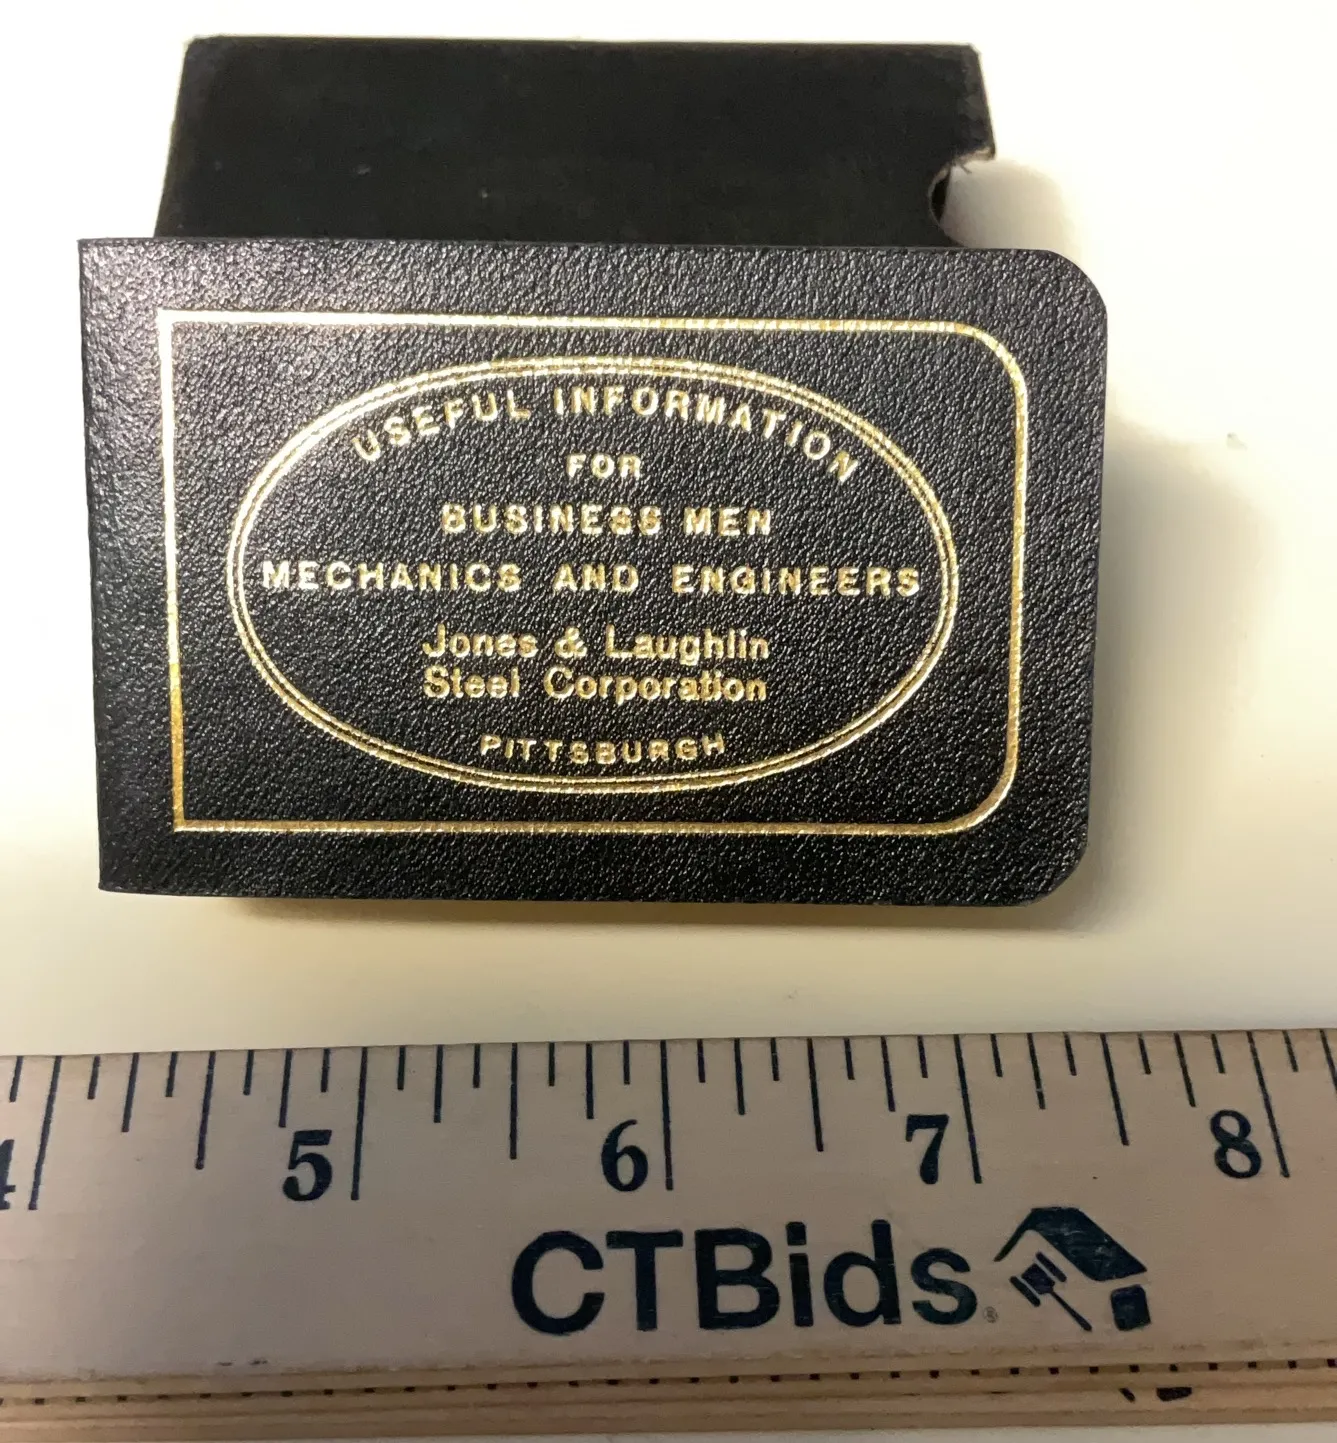 USEFUL INFORMATION
FOR
BUSINESS MEN
MECHANICS AND ENGINEERS
Jones & Laughlin
Steel Corporation
PITTSBURGH
4 5 6 7 8
CTBids®